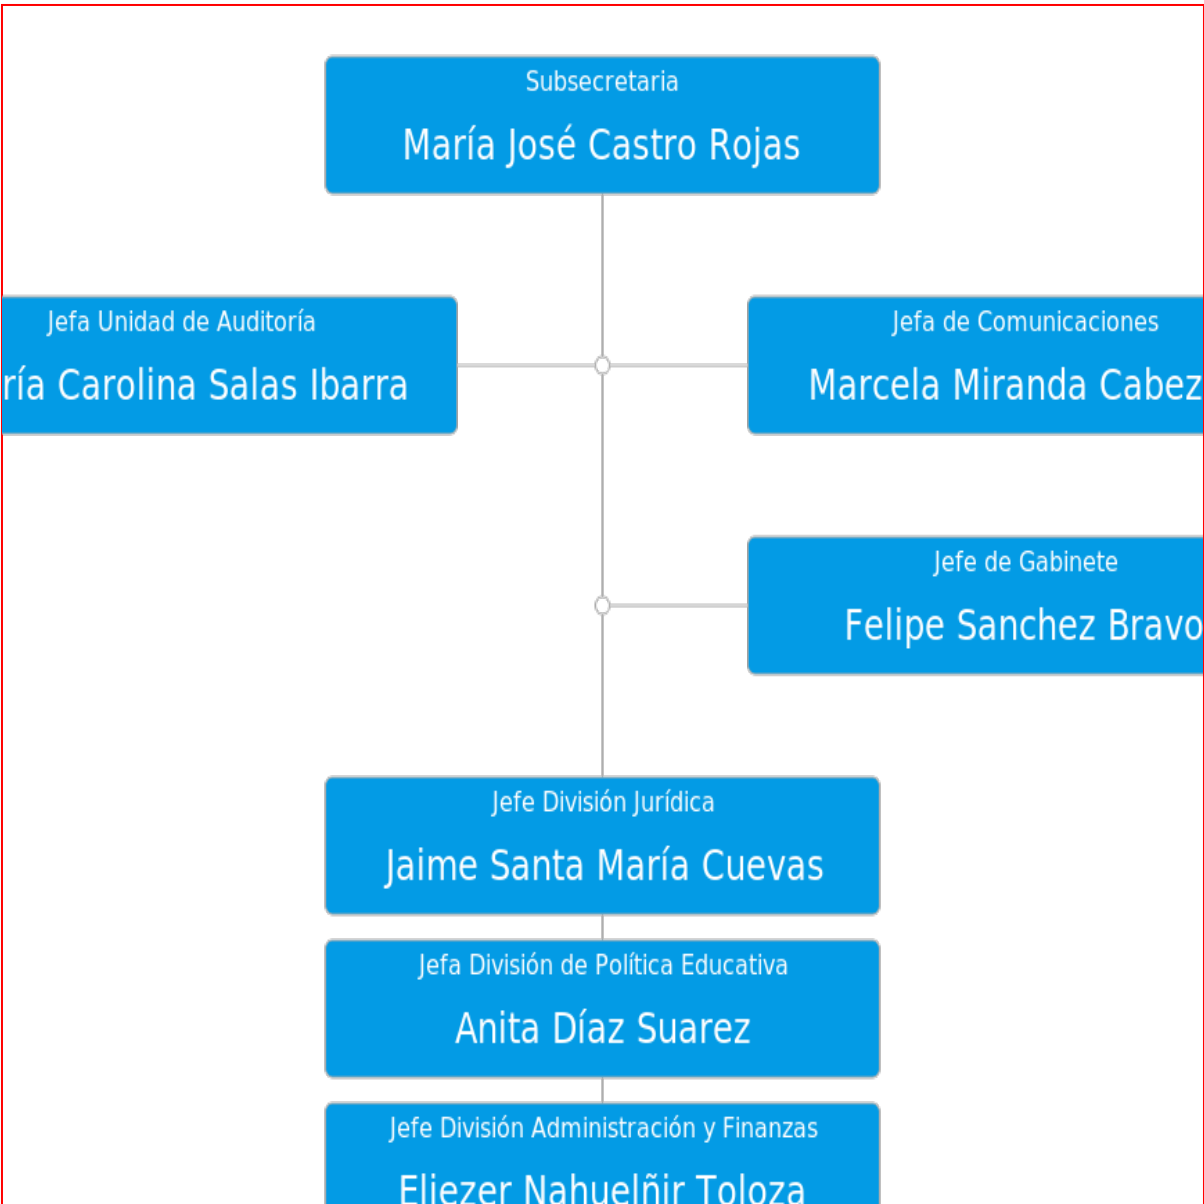 Subsecretaria
María José Castro Rojas
Jefa Unidad de Auditoría
ría Carolina Salas Ibarra
Jefa de Comunicaciones
Marcela Miranda Cabez
Jefe de Gabinete
Felipe Sanchez Bravo
Jefe División Jurídica
Jaime Santa María Cuevas
Jefa División de Política Educativa
Anita Díaz Suarez
Jefe División Administración y Finanzas
Eliezer Nahuelñir Toloza